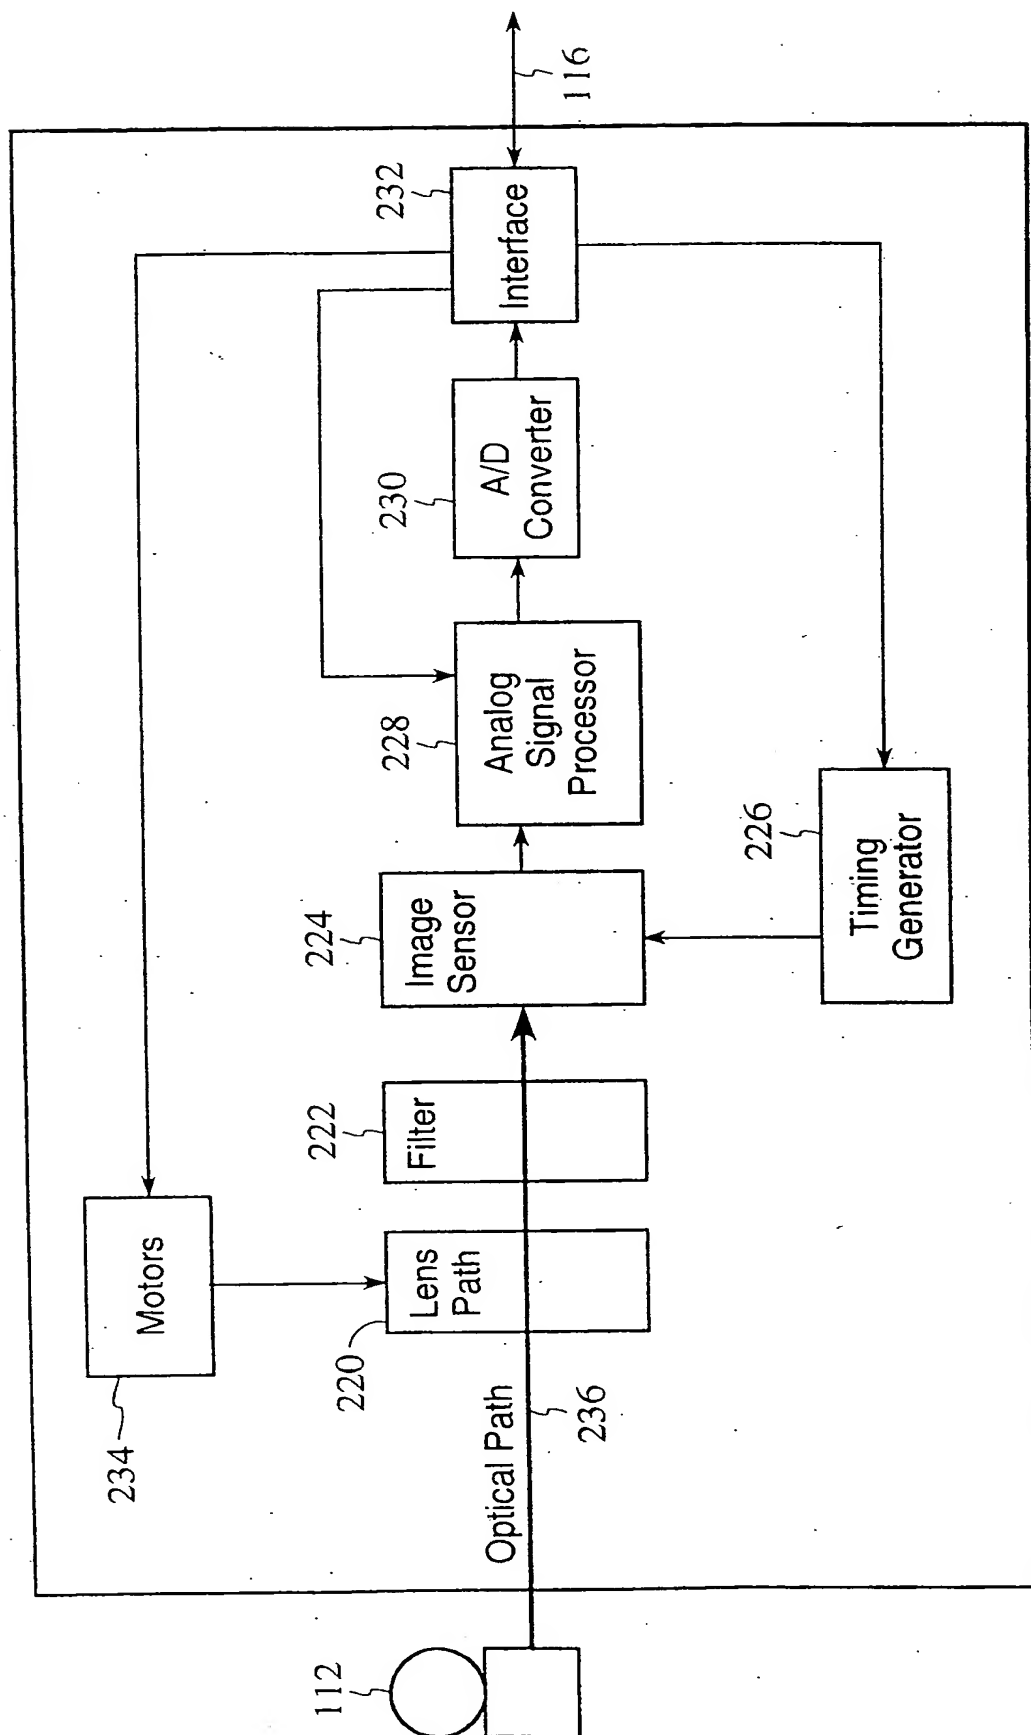 112
Optical Path
236
234
Motors
220
Lens
Path
222
Filter
224
Image
Sensor
226
Timing
Generator
228
Analog
Signal
Processor
230
A/D
Converter
232
Interface
116